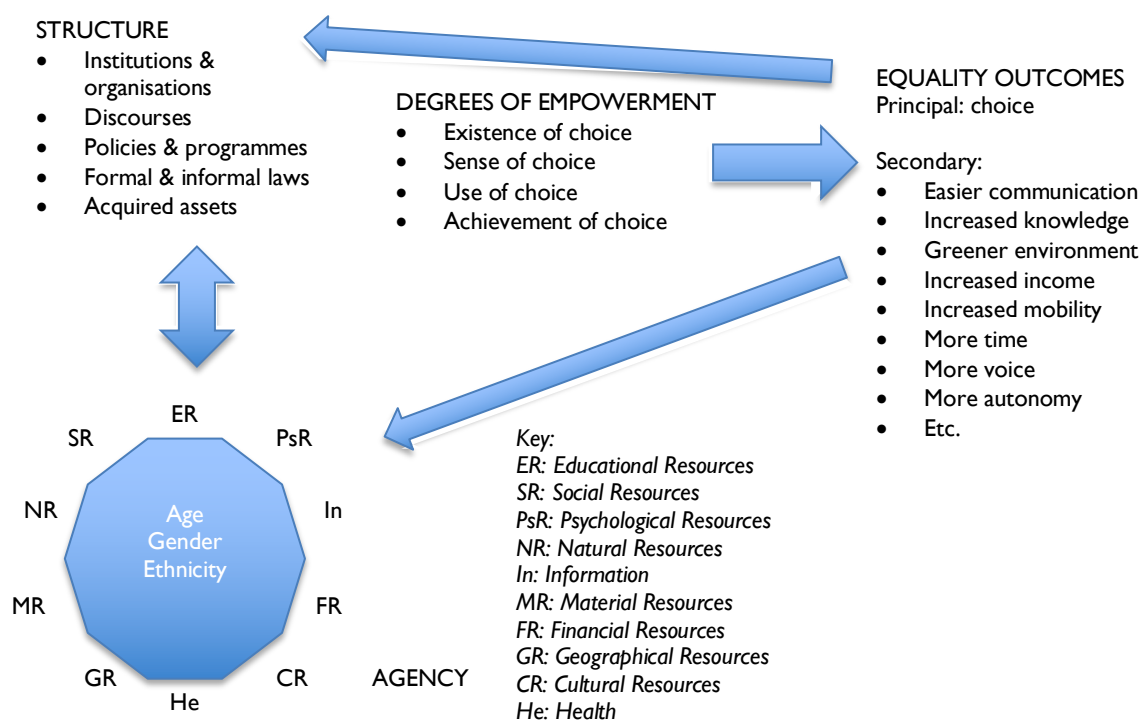 STRUCTURE
• Institutions &
organisations
• Discourses
• Policies & programmes
• Formal & informal laws
• Acquired assets
DEGREES OF EMPOWERMENT
• Existence of choice
• Sense of choice
• Use of choice
• Achievement of choice
EQUALITY OUTCOMES
Principal: choice
Secondary:
• Easier communication
• Increased knowledge
• Greener environment
• Increased income
• Increased mobility
• More time
• More voice
• More autonomy
• Etc.
ER
SR
PsR
NR
In
Age
Gender
Ethnicity
MR
FR
GR
CR
He
AGENCY
Key:
ER: Educational Resources
SR: Social Resources
PsR: Psychological Resources
NR: Natural Resources
In: Information
MR: Material Resources
FR: Financial Resources
GR: Geographical Resources
CR: Cultural Resources
He: Health